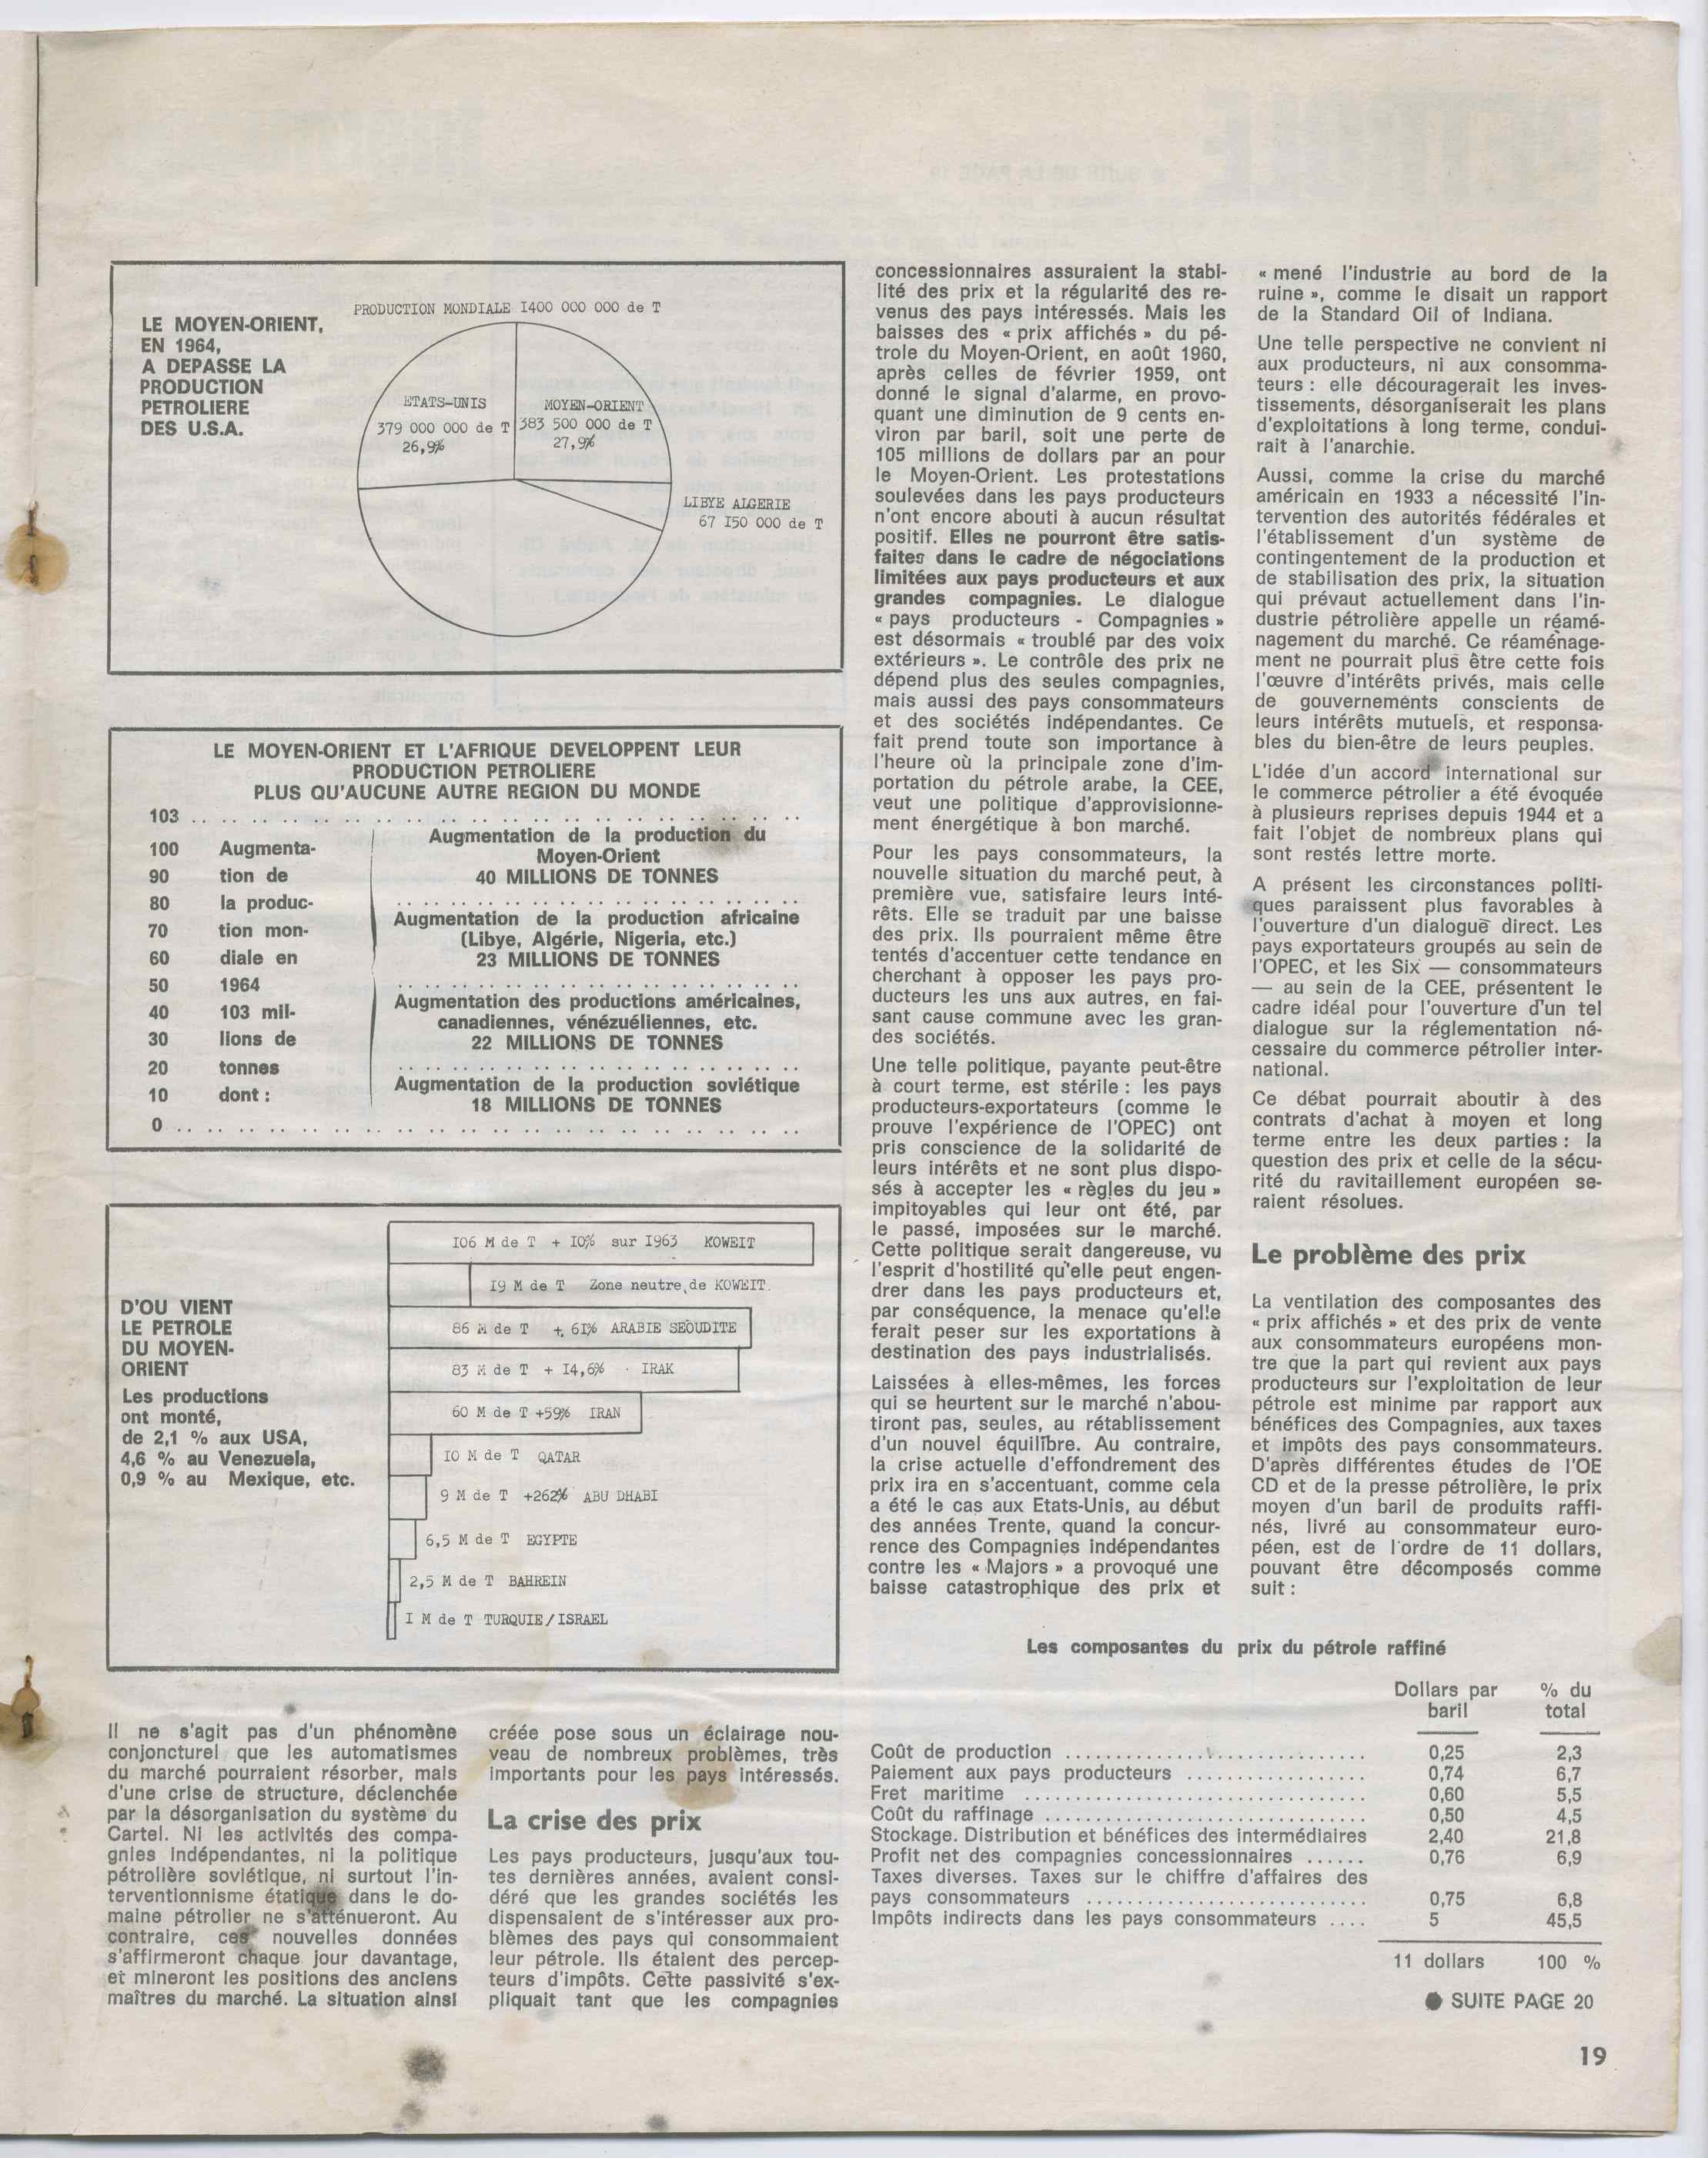 LE MOYEN-ORIENT,
EN 1964,
A DEPASSE LA
PRODUCTION
PETROLIERE
DES U.S.A.
PRODUCTION MONDIALE I400 000 000 de T
ETATS-UNIS
379 000 000 de T
26,9%
MOYEN-ORIENT
383 500 000 de T
27,9%
LIBYE ALGERIE
67 I50 000 de T
LE MOYEN-ORIENT ET L'AFRIQUE DEVELOPPENT LEUR
PRODUCTION PETROLIERE
PLUS QU'AUCUNE AUTRE REGION DU MONDE
103
100
90
80
70
60
50
40
30
20
10
0
Augmenta-
tion de
la produc-
tion mon-
diale en
1964
103 mil-
lions de
tonnes
dont :
Augmentation de la production du
Moyen-Orient
40 MILLIONS DE TONNES
Augmentation de la production africaine
(Libye, Algérie, Nigeria, etc.)
23 MILLIONS DE TONNES
Augmentation des productions américaines,
canadiennes, vénézuéliennes, etc.
22 MILLIONS DE TONNES
Augmentation de la production soviétique
18 MILLIONS DE TONNES
D'OU VIENT
LE PETROLE
DU MOYEN-
ORIENT
Les productions
ont monté,
de 2,1 % aux USA,
4,6 % au Venezuela,
0,9 % au Mexique, etc.
I06 M de T + I0% sur I963 KOWEIT
I9 M de T Zone neutre de KOWEIT
86 M de T + 6I% ARABIE SEOUDITE
83 M de T + I4,6% IRAK
60 M de T +59% IRAN
I0 M de T QATAR
9 M de T +262% ABU DHABI
6,5 M de T EGYPTE
2,5 M de T BAHREIN
I M de T TURQUIE/ISRAEL
Il ne s'agit pas d'un phénomène
conjoncturel que les automatismes
du marché pourraient résorber, mais
d'une crise de structure, déclenchée
par la désorganisation du système du
Cartel. Ni les activités des compa-
gnies indépendantes, ni la politique
pétrolière soviétique, ni surtout l'in-
terventionnisme étatique dans le do-
maine pétrolier ne s'atténueront. Au
contraire, ces nouvelles données
s'affirmeront chaque jour davantage,
et mineront les positions des anciens
maîtres du marché. La situation ainsi
créée pose sous un éclairage nou-
veau de nombreux problèmes, très
importants pour les pays intéressés.
La crise des prix
Les pays producteurs, jusqu'aux tou-
tes dernières années, avaient consi-
déré que les grandes sociétés les
dispensaient de s'intéresser aux pro-
blèmes des pays qui consommaient
leur pétrole. Ils étaient des percep-
teurs d'impôts. Cette passivité s'ex-
pliquait tant que les compagnies
concessionnaires assuraient la stabi-
lité des prix et la régularité des re-
venus des pays intéressés. Mais les
baisses des « prix affichés » du pé-
trole du Moyen-Orient, en août 1960,
après celles de février 1959, ont
donné le signal d'alarme, en provo-
quant une diminution de 9 cents en-
viron par baril, soit une perte de
105 millions de dollars par an pour
le Moyen-Orient. Les protestations
soulevées dans les pays producteurs
n'ont encore abouti à aucun résultat
positif. Elles ne pourront être satis-
faites dans le cadre de négociations
limitées aux pays producteurs et aux
grandes compagnies. Le dialogue
« pays producteurs - Compagnies »
est désormais « troublé par des voix
extérieurs ». Le contrôle des prix ne
dépend plus des seules compagnies,
mais aussi des pays consommateurs
et des sociétés indépendantes. Ce
fait prend toute son importance à
l'heure où la principale zone d'im-
portation du pétrole arabe, la CEE,
veut une politique d'approvisionne-
ment énergétique à bon marché.
Pour les pays consommateurs, la
nouvelle situation du marché peut, à
première vue, satisfaire leurs inté-
rêts. Elle se traduit par une baisse
des prix. Ils pourraient même être
tentés d'accentuer cette tendance en
cherchant à opposer les pays pro-
ducteurs les uns aux autres, en fai-
sant cause commune avec les gran-
des sociétés.
Une telle politique, payante peut-être
à court terme, est stérile : les pays
producteurs-exportateurs (comme le
prouve l'expérience de l'OPEC) ont
pris conscience de la solidarité de
leurs intérêts et ne sont plus dispo-
sés à accepter les « règles du jeu »
impitoyables qui leur ont été, par
le passé, imposées sur le marché.
Cette politique serait dangereuse, vu
l'esprit d'hostilité qu'elle peut engen-
drer dans les pays producteurs et,
par conséquence, la menace qu'elle
ferait peser sur les exportations à
destination des pays industrialisés.
Laissées à elles-mêmes, les forces
qui se heurtent sur le marché n'abou-
tiront pas, seules, au rétablissement
d'un nouvel équilibre. Au contraire,
la crise actuelle d'effondrement des
prix ira en s'accentuant, comme cela
a été le cas aux Etats-Unis, au début
des années Trente, quand la concur-
rence des Compagnies indépendantes
contre les « Majors » a provoqué une
baisse catastrophique des prix et
« mené l'industrie au bord de la
ruine », comme le disait un rapport
de la Standard Oil of Indiana.
Une telle perspective ne convient ni
aux producteurs, ni aux consomma-
teurs : elle découragerait les inves-
tissements, désorganiserait les plans
d'exploitations à long terme, condui-
rait à l'anarchie.
Aussi, comme la crise du marché
américain en 1933 a nécessité l'in-
tervention des autorités fédérales et
l'établissement d'un système de
contingentement de la production et
de stabilisation des prix, la situation
qui prévaut actuellement dans l'in-
dustrie pétrolière appelle un réamé-
nagement du marché. Ce réaménage-
ment ne pourrait plus être cette fois
l'œuvre d'intérêts privés, mais celle
de gouvernements conscients de
leurs intérêts mutuels, et responsa-
bles du bien-être de leurs peuples.
L'idée d'un accord international sur
le commerce pétrolier a été évoquée
à plusieurs reprises depuis 1944 et a
fait l'objet de nombreux plans qui
sont restés lettre morte.
A présent les circonstances politi-
ques paraissent plus favorables à
l'ouverture d'un dialogue direct. Les
pays exportateurs groupés au sein de
l'OPEC, et les Six — consommateurs
— au sein de la CEE, présentent le
cadre idéal pour l'ouverture d'un tel
dialogue sur la réglementation né-
cessaire du commerce pétrolier inter-
national.
Ce débat pourrait aboutir à des
contrats d'achat à moyen et long
terme entre les deux parties : la
question des prix et celle de la sécu-
rité du ravitaillement européen se-
raient résolues.
Le problème des prix
La ventilation des composantes des
« prix affichés » et des prix de vente
aux consommateurs européens mon-
tre que la part qui revient aux pays
producteurs sur l'exploitation de leur
pétrole est minime par rapport aux
bénéfices des Compagnies, aux taxes
et impôts des pays consommateurs.
D'après différentes études de l'OE
CD et de la presse pétrolière, le prix
moyen d'un baril de produits raffi-
nés, livré au consommateur euro-
péen, est de l'ordre de 11 dollars,
pouvant être décomposés comme
suit :
Les composantes du prix du pétrole raffiné
Dollars par baril % du total
Coût de production .............................. 0,25 2,3
Paiement aux pays producteurs .................. 0,74 6,7
Fret maritime .................................. 0,60 5,5
Coût du raffinage ................................ 0,50 4,5
Stockage. Distribution et bénéfices des intermédiaires 2,40 21,8
Profit net des compagnies concessionnaires ...... 0,76 6,9
Taxes diverses. Taxes sur le chiffre d'affaires des
pays consommateurs ............................ 0,75 6,8
Impôts indirects dans les pays consommateurs .... 5 45,5
11 dollars 100 %
● SUITE PAGE 20
19